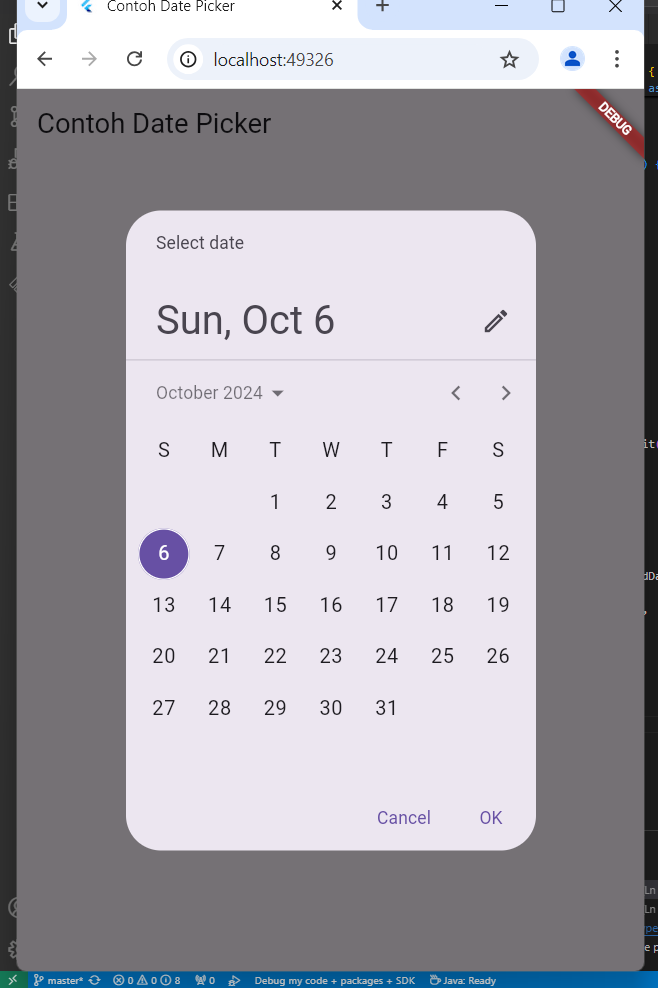 Contoh Date Picker
localhost:49326
Contoh Date Picker
DEBUG
Select date
Sun, Oct 6
October 2024
S M T W T F S
1 2 3 4 5
6 7 8 9 10 11 12
13 14 15 16 17 18 19
20 21 22 23 24 25 26
27 28 29 30 31
Cancel OK
Ln
Ln
master* 0 0 8 0 Debug my code + packages + SDK Java: Ready